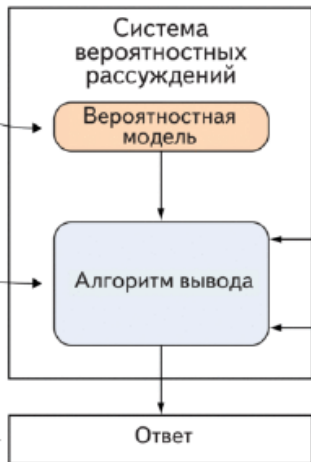 Система
вероятностных
рассуждений
Вероятностная
модель
Алгоритм вывода
Ответ